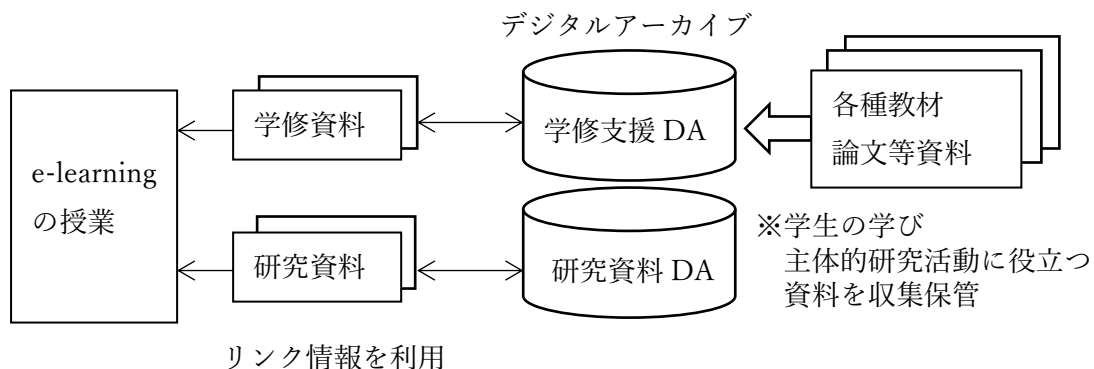 デジタルアーカイブ
学修資料
学修支援 DA
各種教材
論文等資料
e-learning
の授業
研究資料
研究資料 DA
※学生の学び
主体的研究活動に役立つ
資料を収集保管
リンク情報を利用